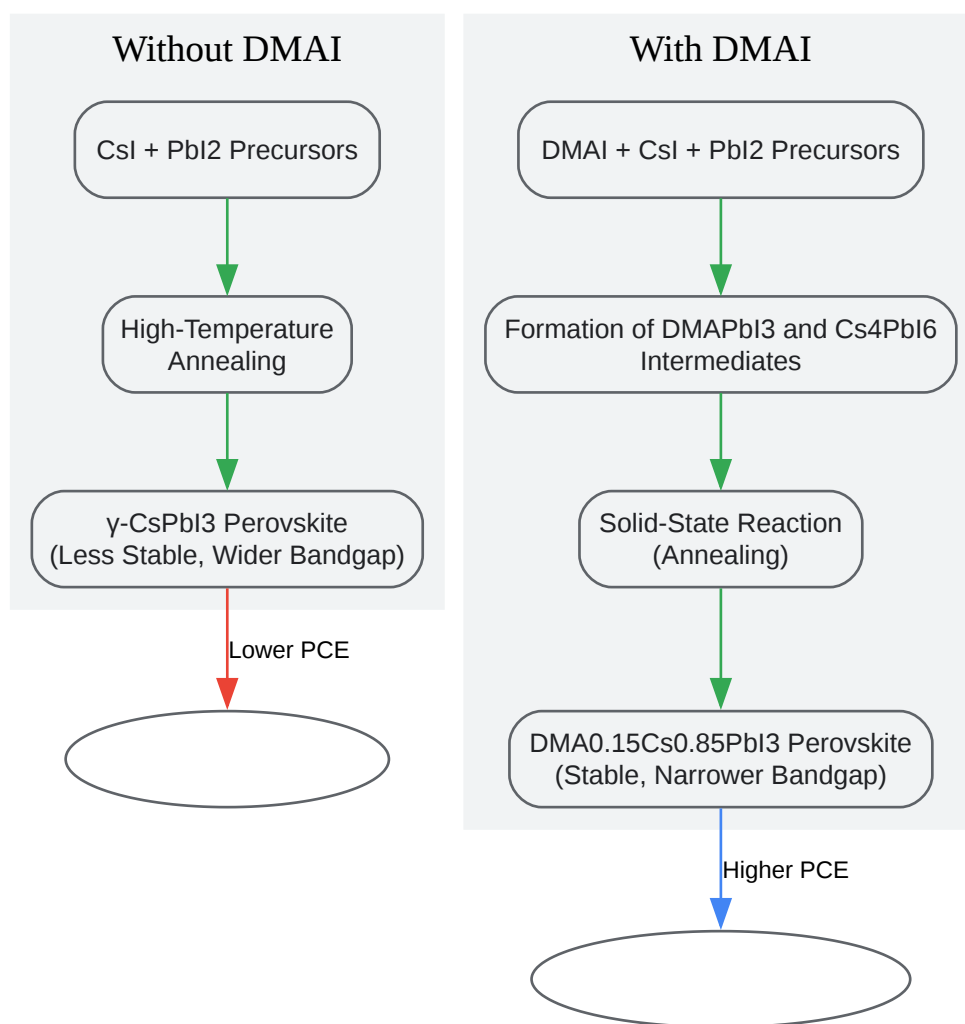 Without DMAI
CsI + PbI2 Precursors
High-Temperature
Annealing
γ-CsPbI3 Perovskite
(Less Stable, Wider Bandgap)
Lower PCE
With DMAI
DMAI + CsI + PbI2 Precursors
Formation of DMAPbI3 and Cs4PbI6
Intermediates
Solid-State Reaction
(Annealing)
DMA0.15Cs0.85PbI3 Perovskite
(Stable, Narrower Bandgap)
Higher PCE